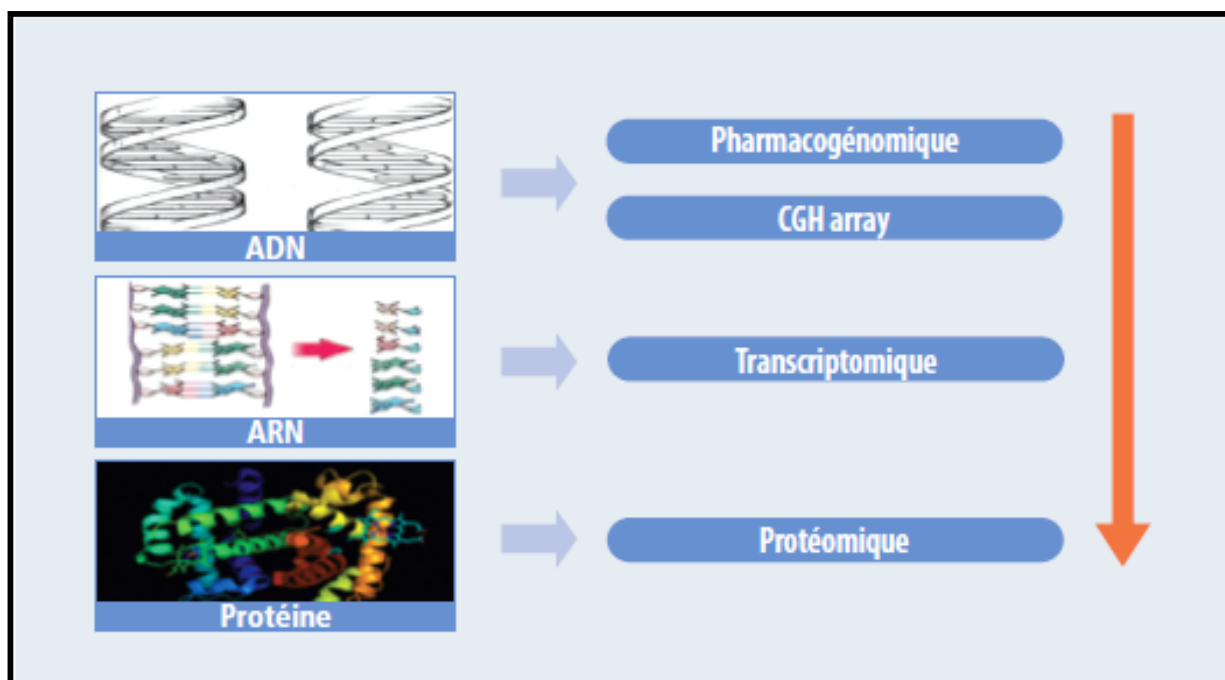 ADN
Pharmacogénomique
CGH array
ARN
Transcriptomique
Protéine
Protéomique